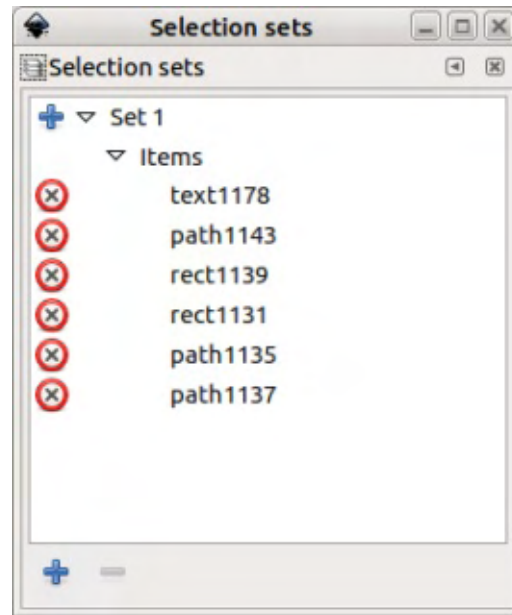 Selection sets
Selection sets
Set 1
Items
text1178
path1143
rect1139
rect1131
path1135
path1137